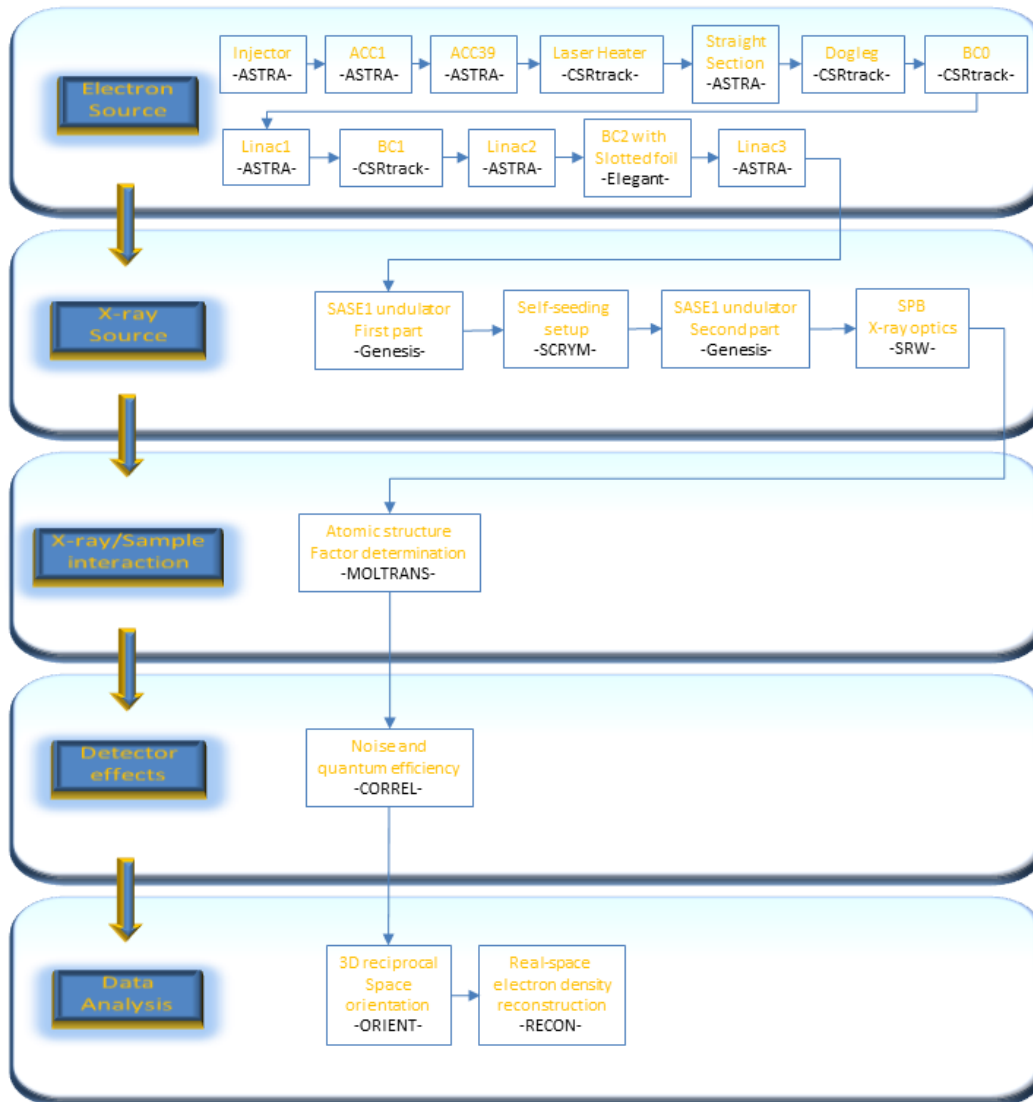 Electron
Source
Injector
-ASTRA-
ACC1
-ASTRA-
ACC39
-ASTRA-
Laser Heater
-CSRtrack-
Straight
Section
-ASTRA-
Dogleg
-CSRtrack-
BC0
-CSRtrack-
Linac1
-ASTRA-
BC1
-CSRtrack-
Linac2
-ASTRA-
BC2 with
Slotted foil
-Elegant-
Linac3
-ASTRA-
X-ray
Source
SASE1 undulator
First part
-Genesis-
Self-seeding
setup
-SCRYM-
SASE1 undulator
Second part
-Genesis-
SPB
X-ray optics
-SRW-
X-ray/Sample
interaction
Atomic structure
Factor determination
-MOLTRANS-
Detector
effects
Noise and
quantum efficiency
-CORREL-
Data
Analysis
3D reciprocal
Space
orientation
-ORIENT-
Real-space
electron density
reconstruction
-RECON-